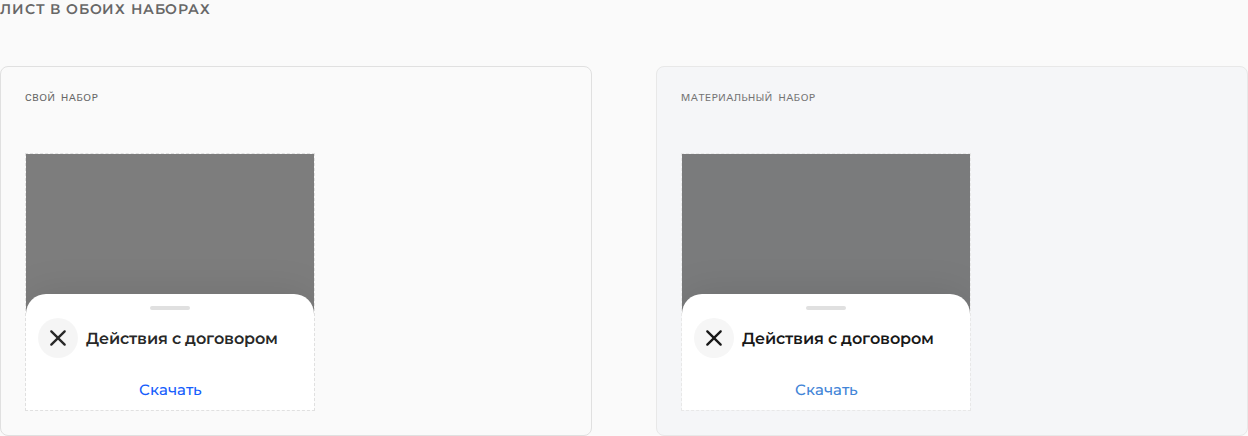 ЛИСТ В ОБОИХ НАБОРАХ
СВОЙ НАБОР
Действия с договором
Скачать
МАТЕРИАЛЬНЫЙ НАБОР
Действия с договором
Скачать